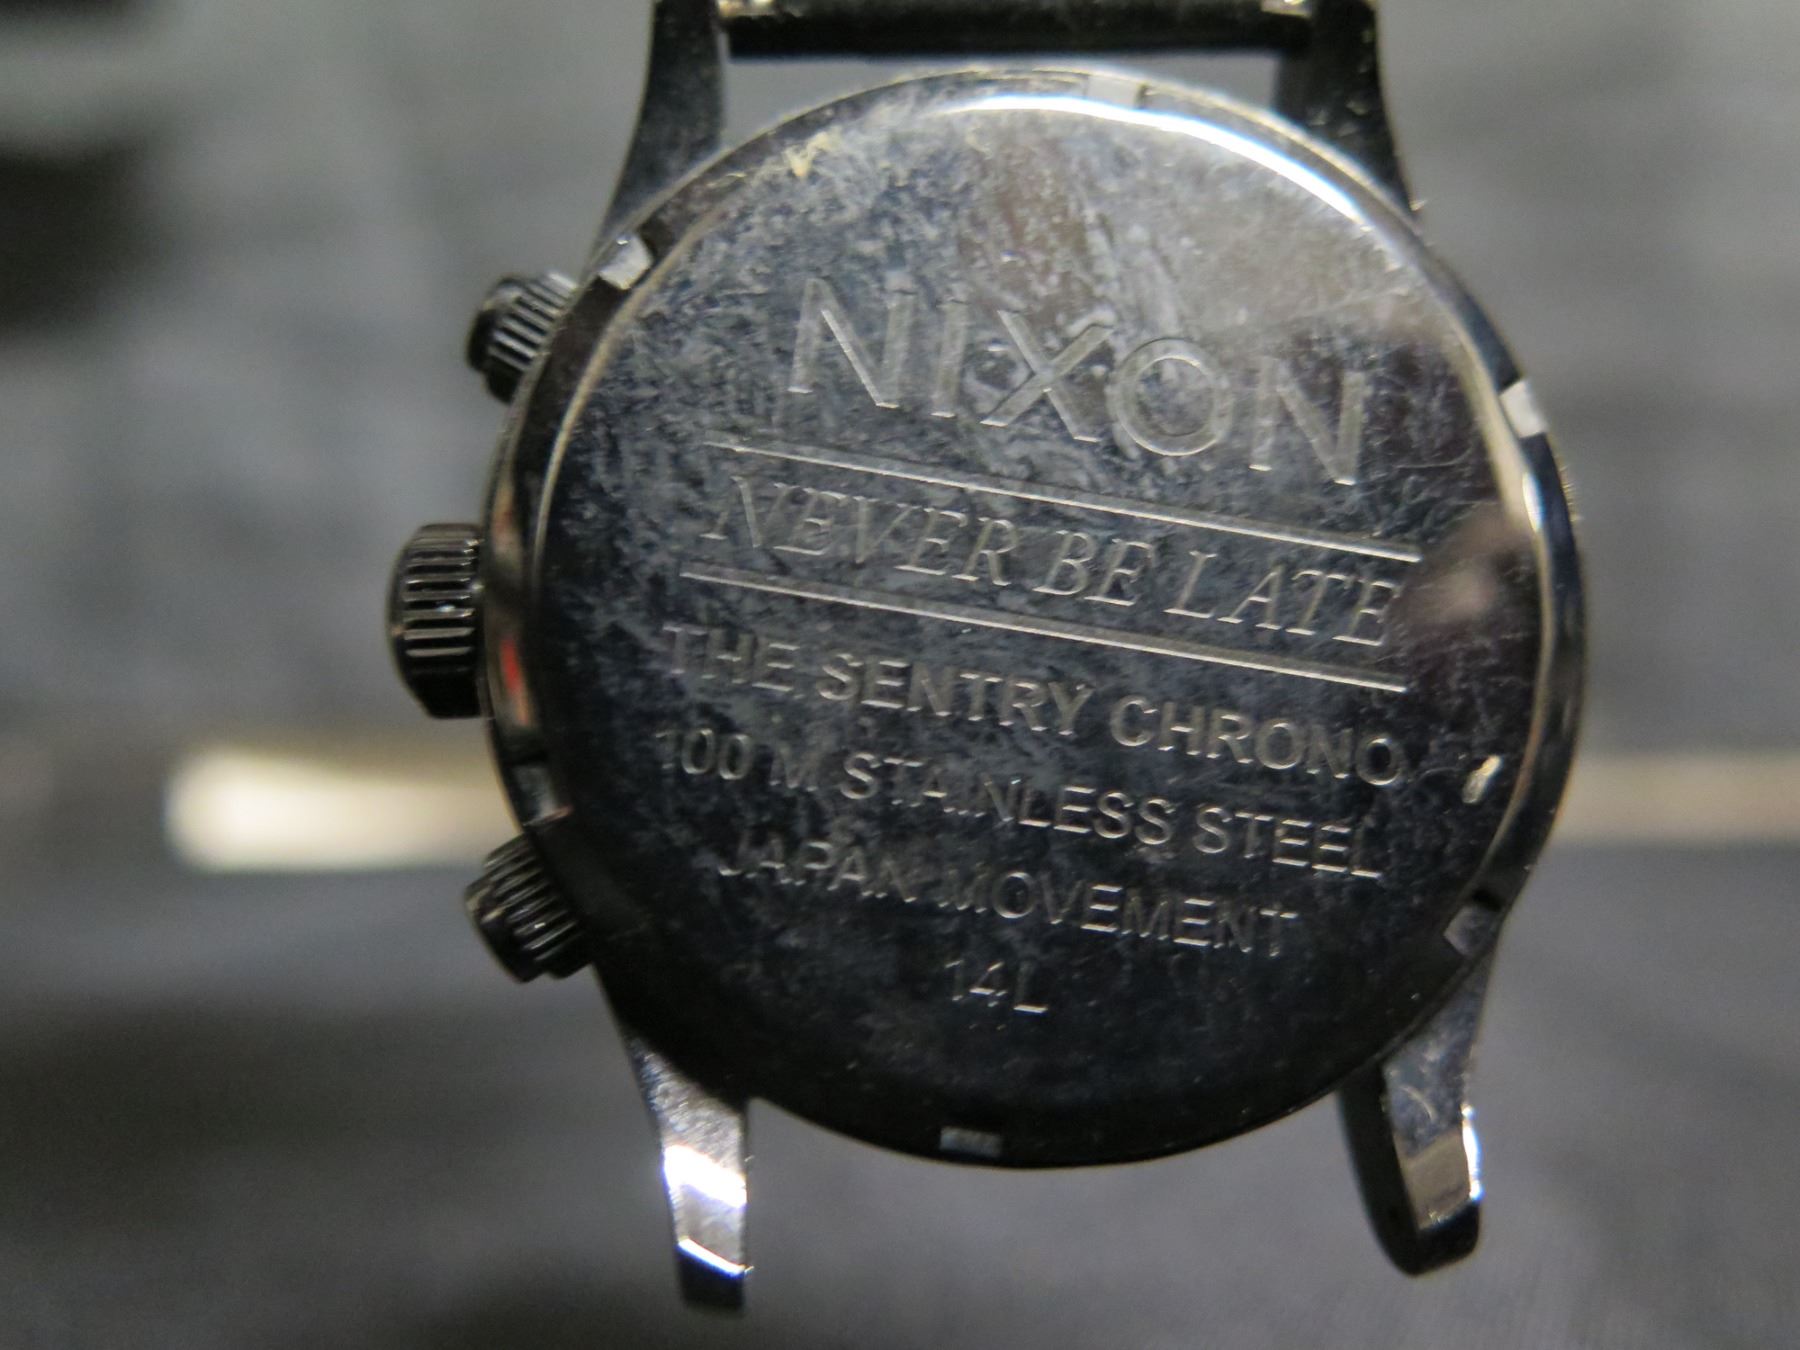 NIXON
NEVER BE LATE
THE SENTRY CHRONO
100 M STAINLESS STEEL
JAPAN MOVEMENT
14L